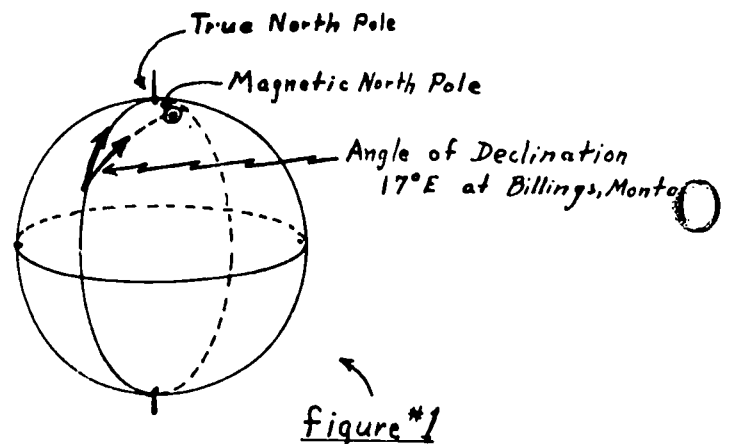 True North Pole
Magnetic North Pole
Angle of Declination
17°E at Billings, Monta
figure #1